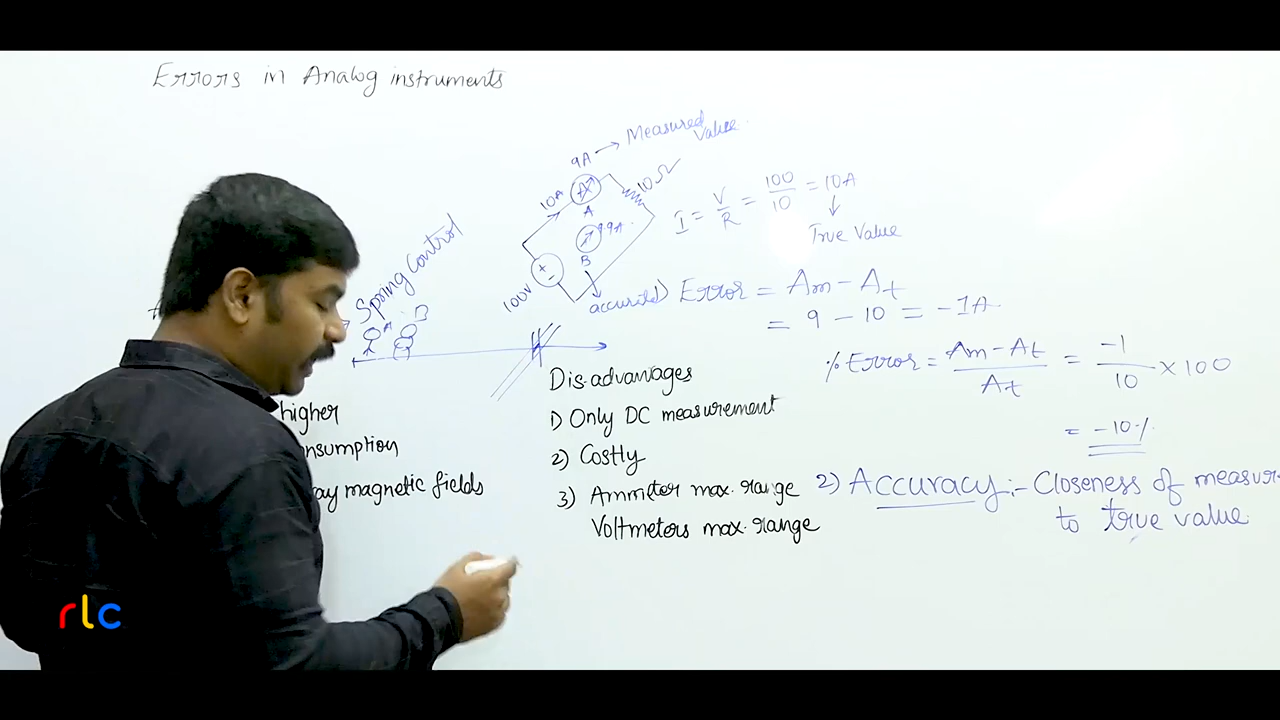 Errors in Analog instruments
9A → Measured Value
10A
10Ω
A
9.9A
B
100V
+
-
I = V/R = 100/10 = 10A
True Value
Spring Control
A
B
1) Error = Am - At
= 9 - 10 = -1A
% Error = Am - At / At = -1/10 × 100
= -10%
Dis.advanages
1) Only DC measurement
2) Costly
3) Ammeter max. range
Voltmeters max. range
higher
nsumption
ay magnetic fields
2) Accuracy :- Closeness of measur
to true value
rlc